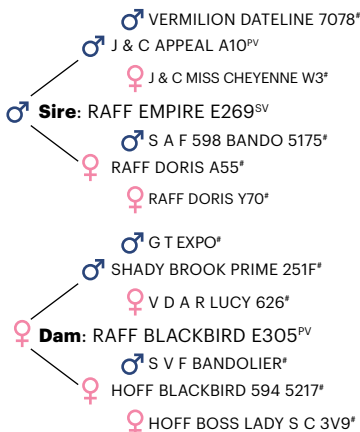 ♂ VERMILION DATELINE 7078#
♂ J & C APPEAL A10PV
♀ J & C MISS CHEYENNE W3#
♂ Sire: RAFF EMPIRE E269SV
♂ S A F 598 BANDO 5175#
♀ RAFF DORIS A55#
♀ RAFF DORIS Y70#
♂ G T EXPO#
♂ SHADY BROOK PRIME 251F#
♀ V D A R LUCY 626#
♀ Dam: RAFF BLACKBIRD E305PV
♂ S V F BANDOLIER#
♀ HOFF BLACKBIRD 594 5217#
♀ HOFF BOSS LADY S C 3V9#